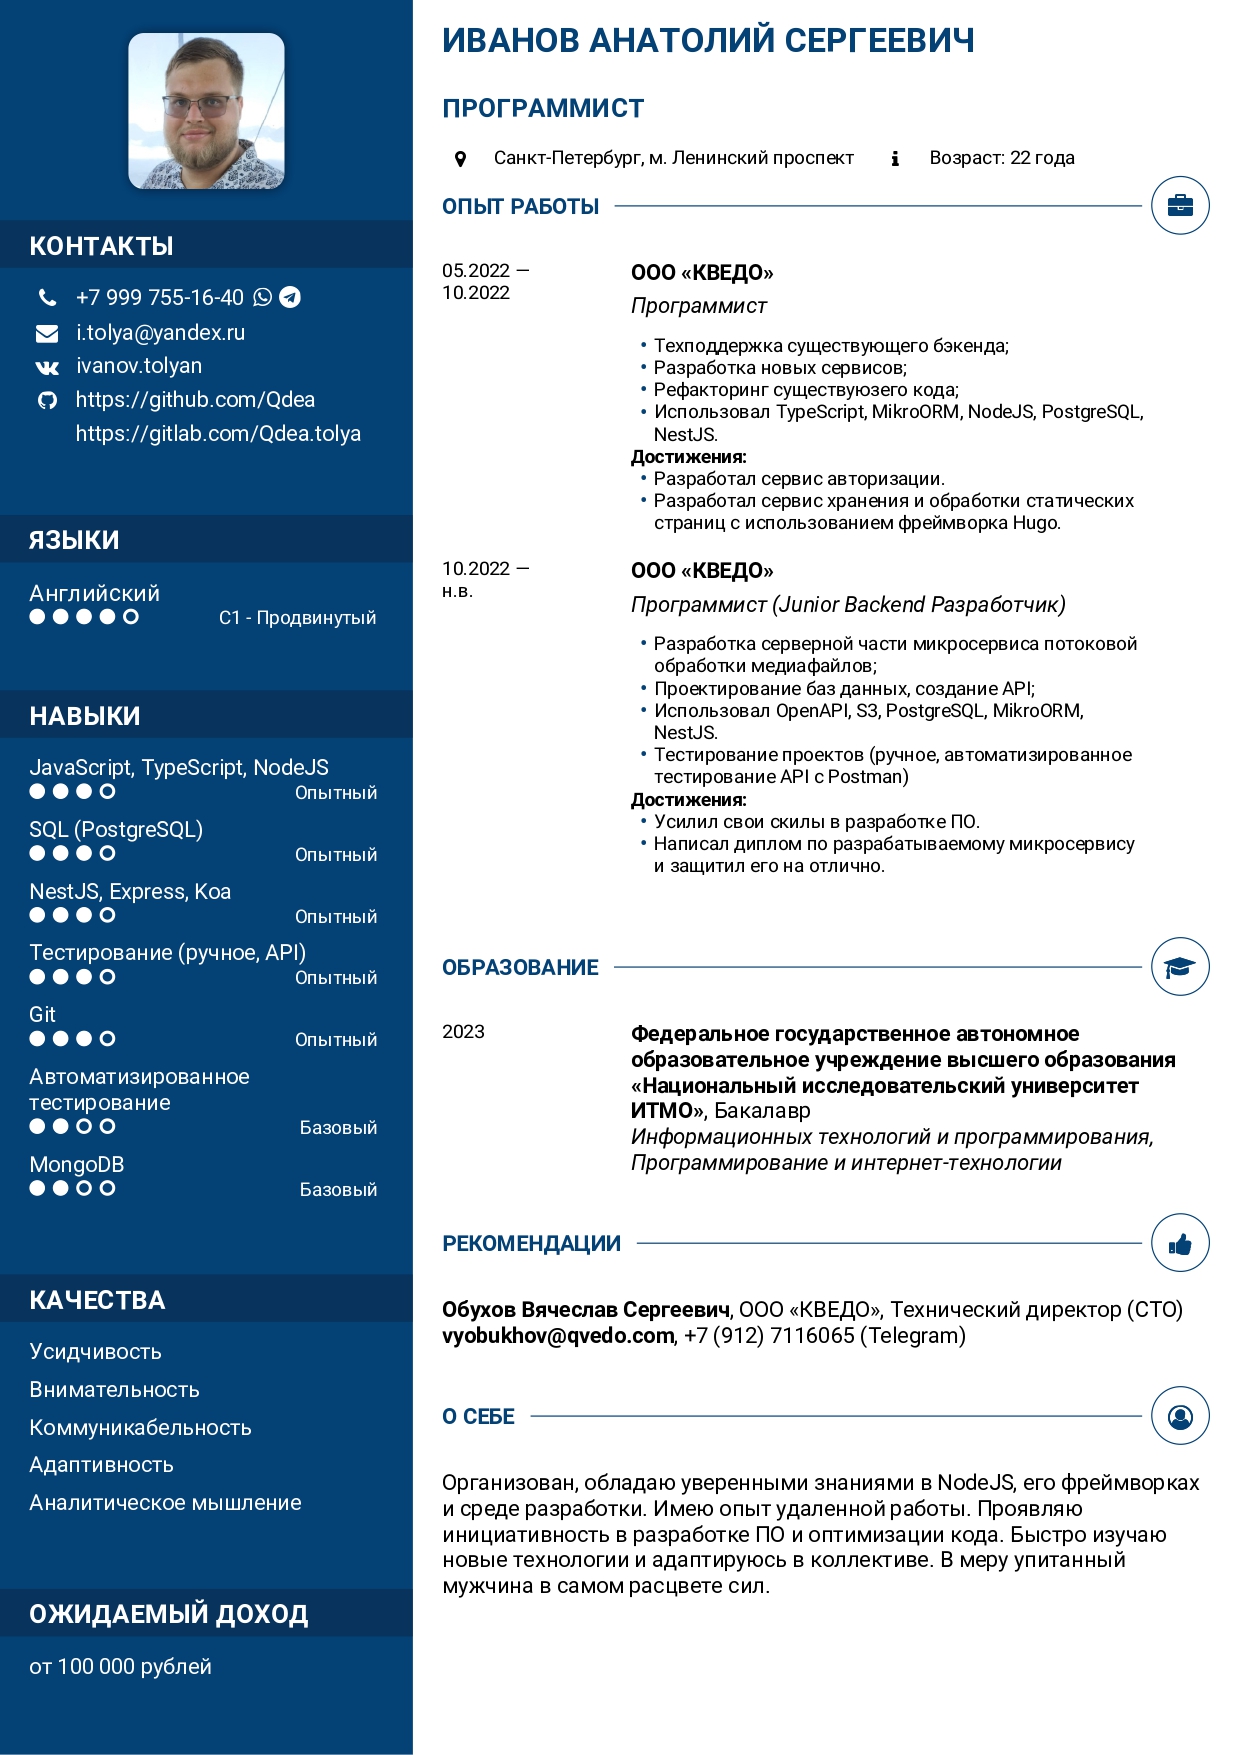 КОНТАКТЫ
+7 999 755-16-40
i.tolya@yandex.ru
ivanov.tolyan
https://github.com/Qdea
https://gitlab.com/Qdea.tolya
ЯЗЫКИ
Английский
C1 - Продвинутый
НАВЫКИ
JavaScript, TypeScript, NodeJS
Опытный
SQL (PostgreSQL)
Опытный
NestJS, Express, Koa
Опытный
Тестирование (ручное, API)
Опытный
Git
Опытный
Автоматизированное
тестирование
Базовый
MongoDB
Базовый
КАЧЕСТВА
Усидчивость
Внимательность
Коммуникабельность
Адаптивность
Аналитическое мышление
ОЖИДАЕМЫЙ ДОХОД
от 100 000 рублей
ИВАНОВ АНАТОЛИЙ СЕРГЕЕВИЧ
ПРОГРАММИСТ
Санкт-Петербург, м. Ленинский проспект Возраст: 22 года
ОПЫТ РАБОТЫ
05.2022 —
10.2022
ООО «КВЕДО»
Программист
• Техподдержка существующего бэкенда;
• Разработка новых сервисов;
• Рефакторинг существуюзего кода;
• Использовал TypeScript, MikroORM, NodeJS, PostgreSQL,
NestJS.
Достижения:
• Разработал сервис авторизации.
• Разработал сервис хранения и обработки статических
страниц с использованием фреймворка Hugo.
10.2022 —
н.в.
ООО «КВЕДО»
Программист (Junior Backend Разработчик)
• Разработка серверной части микросервиса потоковой
обработки медиафайлов;
• Проектирование баз данных, создание API;
• Использовал OpenAPI, S3, PostgreSQL, MikroORM,
NestJS.
• Тестирование проектов (ручное, автоматизированное
тестирование API с Postman)
Достижения:
• Усилил свои скилы в разработке ПО.
• Написал диплом по разрабатываемому микросервису
и защитил его на отлично.
ОБРАЗОВАНИЕ
2023
Федеральное государственное автономное
образовательное учреждение высшего образования
«Национальный исследовательский университет
ИТМО», Бакалавр
Информационных технологий и программирования,
Программирование и интернет-технологии
РЕКОМЕНДАЦИИ
Обухов Вячеслав Сергеевич, ООО «КВЕДО», Технический директор (CTO)
vyobukhov@qvedo.com, +7 (912) 7116065 (Telegram)
О СЕБЕ
Организован, обладаю уверенными знаниями в NodeJS, его фреймворках
и среде разработки. Имею опыт удаленной работы. Проявляю
инициативность в разработке ПО и оптимизации кода. Быстро изучаю
новые технологии и адаптируюсь в коллективе. В меру упитанный
мужчина в самом расцвете сил.